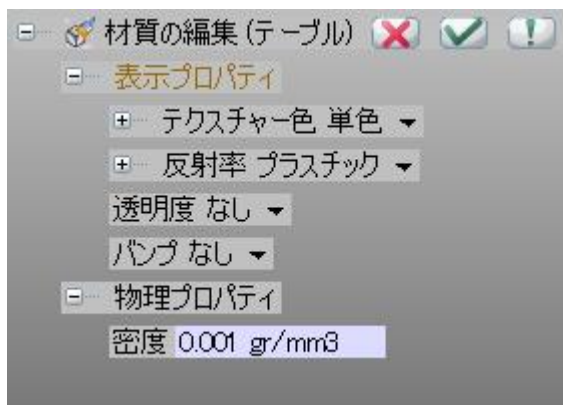 材質の編集 (テーブル)
表示プロパティ
テクスチャー色 単色
反射率 プラスチック
透明度 なし
バンプ なし
物理プロパティ
密度 0.001 gr/mm3